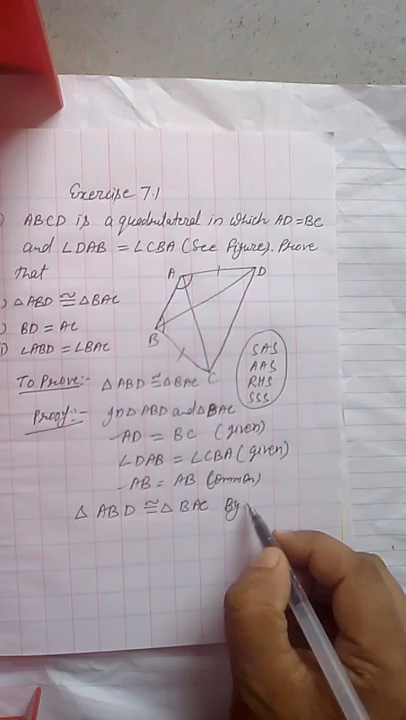 Exercise 7.1
) ABCD is a quadrilateral in which AD = BC
and ∠DAB = ∠CBA (See figure). Prove
that
) △ABD ≅ △BAC
) BD = AC
) ∠ABD = ∠BAC
A
D
B
C
SAS
AAS
RHS
SSS
To Prove:- △ABD ≅ △BAC
Proof:- In △ABD and △BAC
AD = BC (given)
∠DAB = ∠CBA (given)
AB = AB (Common)
△ ABD ≅ △ BAC By